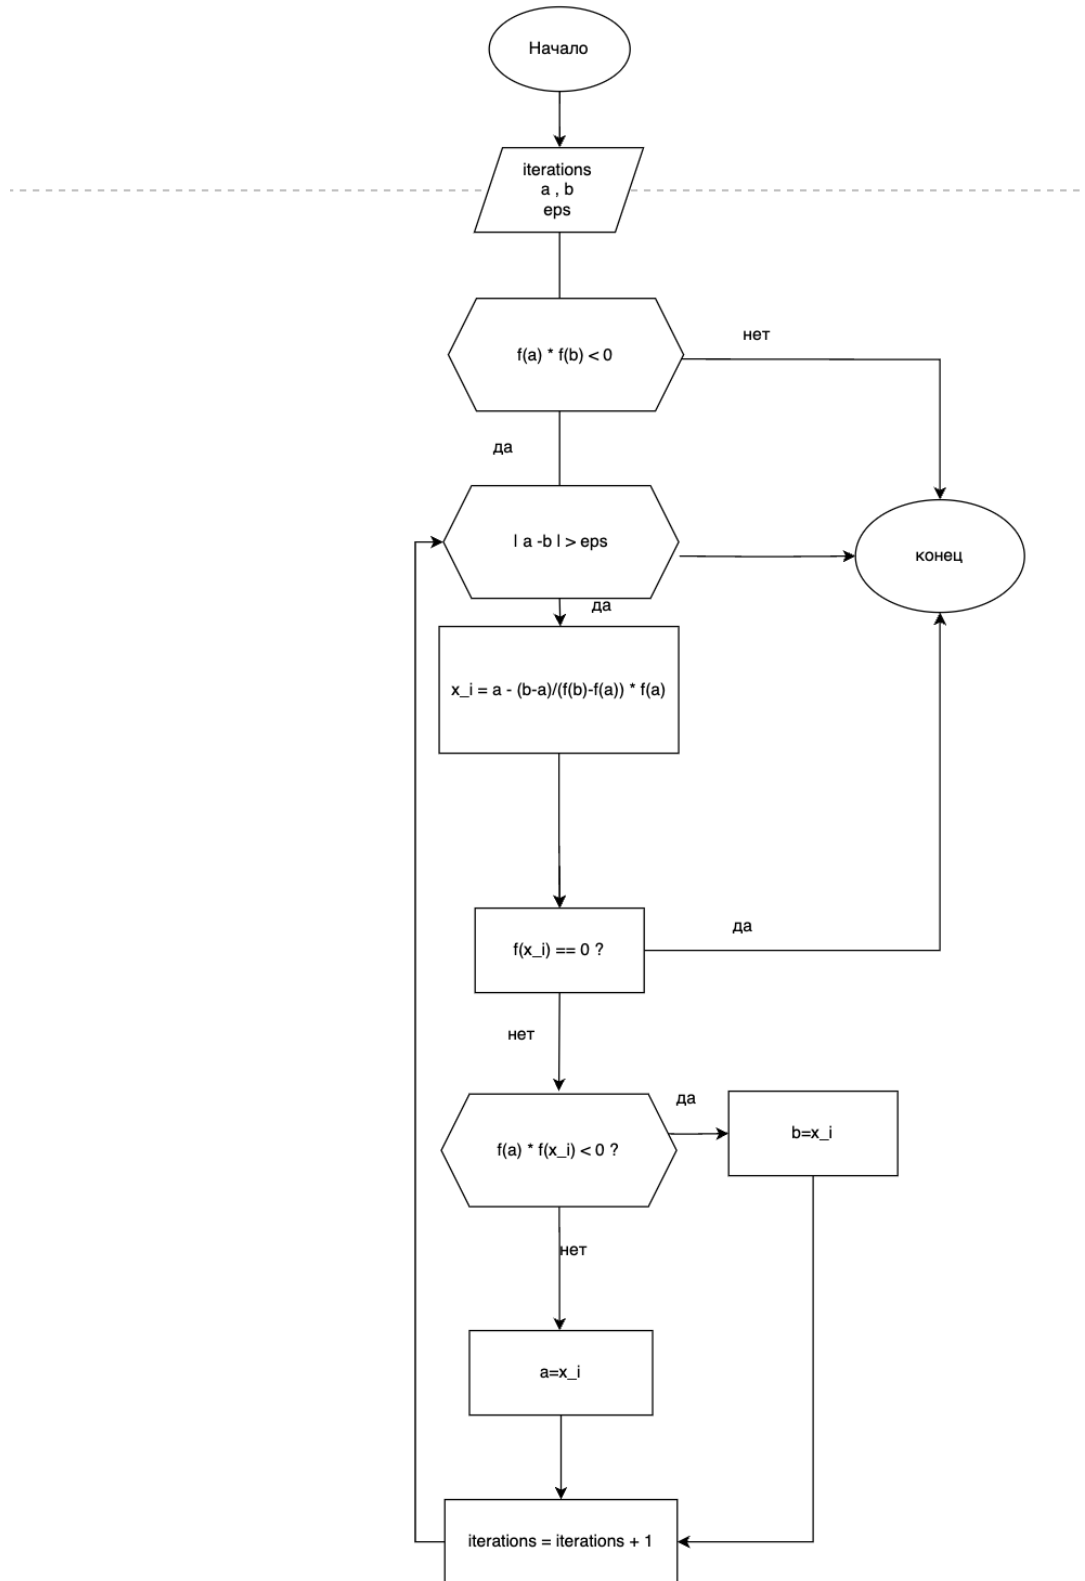 Начало
iterations
a , b
eps
f(a) * f(b) < 0
нет
да
| a -b | > eps
конец
да
x_i = a - (b-a)/(f(b)-f(a)) * f(a)
f(x_i) == 0 ?
да
нет
f(a) * f(x_i) < 0 ?
да
b=x_i
нет
a=x_i
iterations = iterations + 1